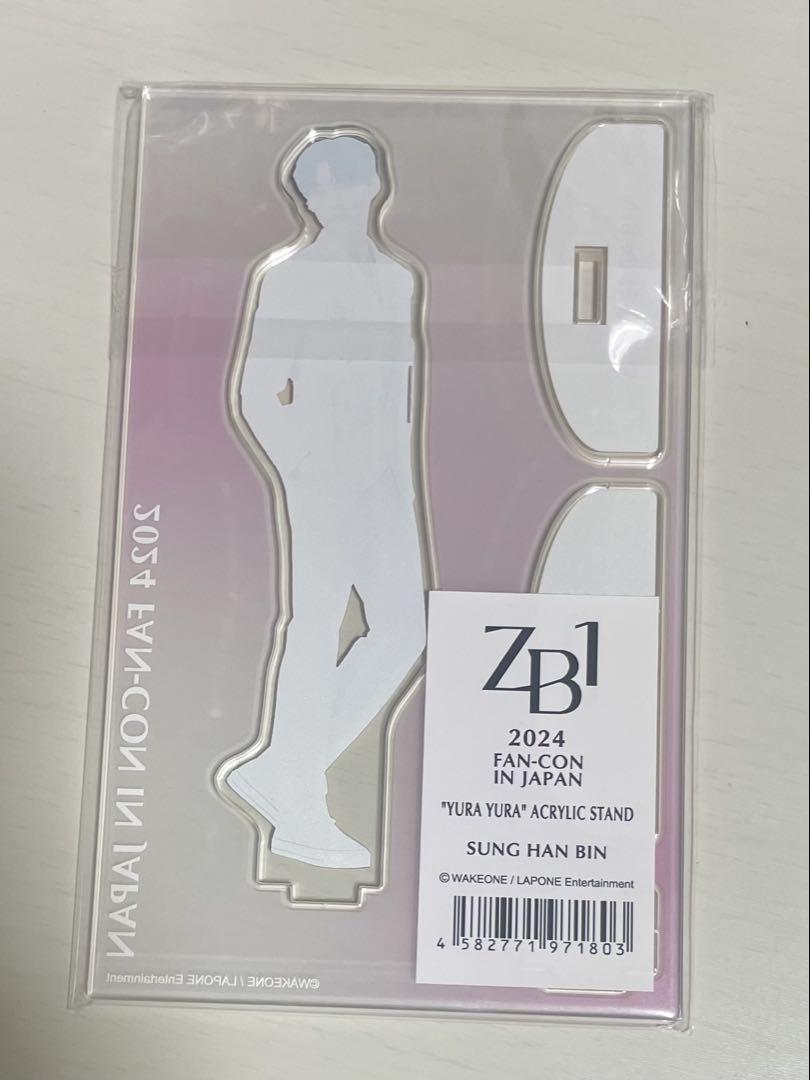 2024 FAN-CON IN JAPAN
©WAKEONE / LAPONE Entertainment
ZB1
2024
FAN-CON
IN JAPAN
"YURA YURA" ACRYLIC STAND
SUNG HAN BIN
©WAKEONE / LAPONE Entertainment
4 582771 971803